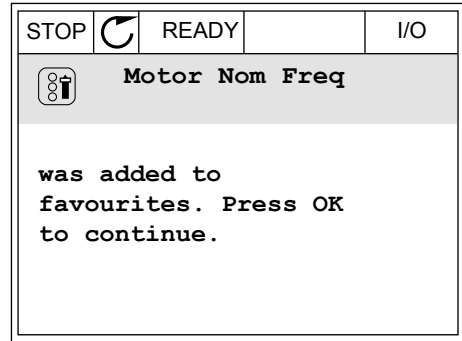 STOP READY I/O
Motor Nom Freq
was added to
favourites. Press OK
to continue.